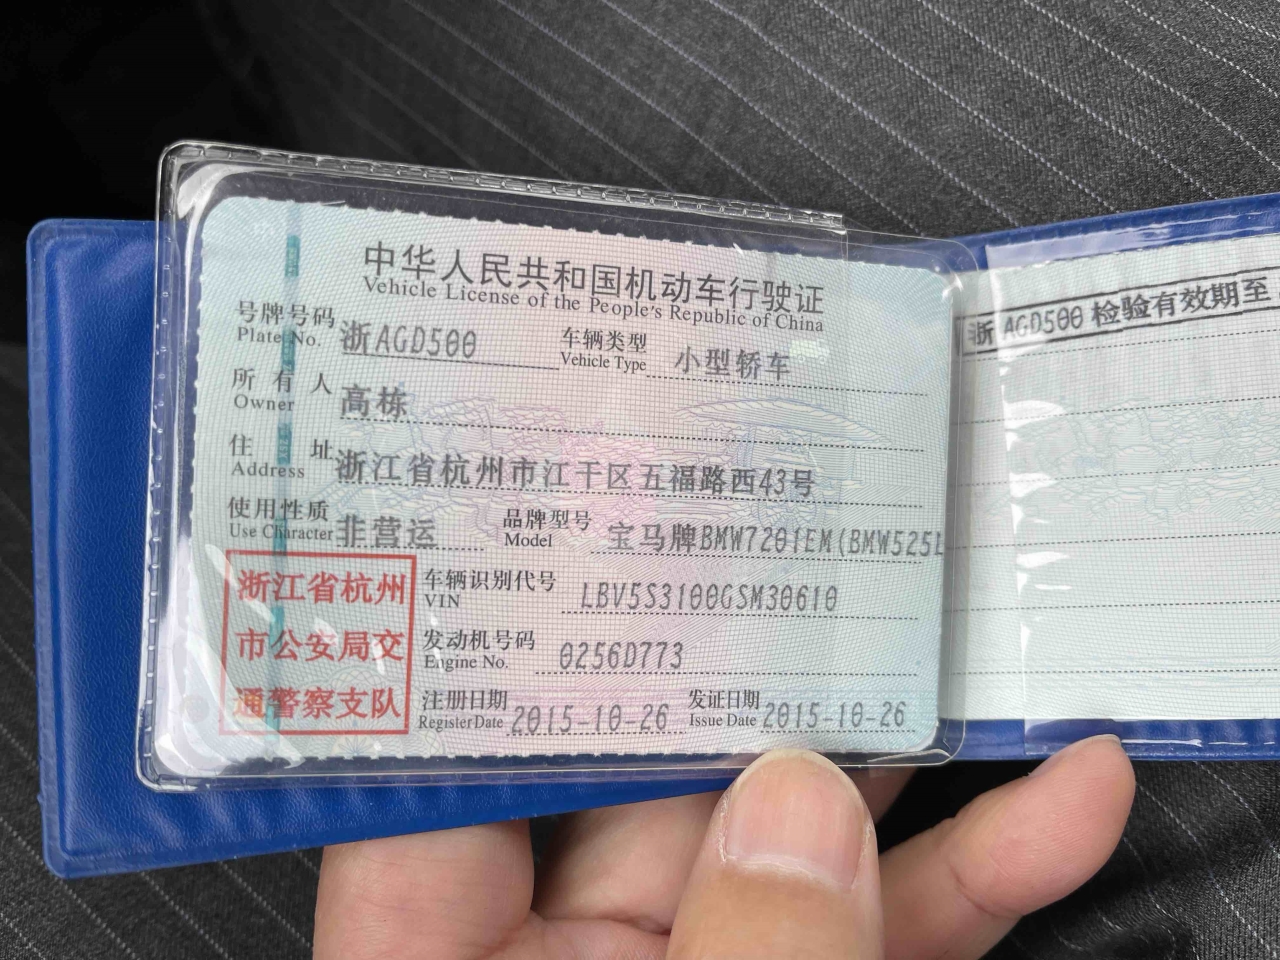 中华人民共和国机动车行驶证
Vehicle License of the People's Republic of China
号牌号码 浙AGD500 车辆类型 小型轿车
Plate No. Vehicle Type
所有人 高栋
Owner
住址 浙江省杭州市江干区五福路西43号
Address
使用性质 非营运 品牌型号 宝马牌BMW7201EM(BMW525L
Use Character Model
浙江省杭州
市公安局交
通警察支队
车辆识别代号 LBV5S3100GSM30610
VIN
发动机号码 0256D773
Engine No.
注册日期 2015-10-26 发证日期 2015-10-26
Register Date Issue Date
浙AGD500 检验有效期至